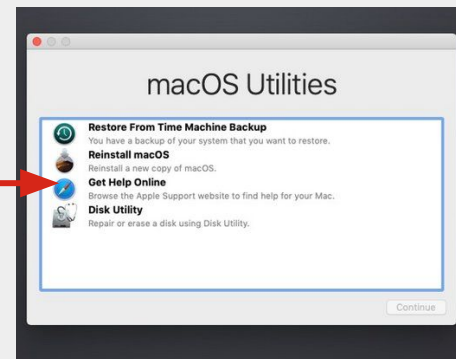 macOS Utilities
Restore From Time Machine Backup
You have a backup of your system that you want to restore.
Reinstall macOS
Reinstall a new copy of macOS.
Get Help Online
Browse the Apple Support website to find help for your Mac.
Disk Utility
Repair or erase a disk using Disk Utility.
Continue